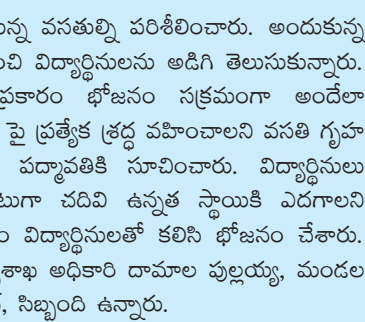 న్న వసతుల్ని పరిశీలించారు. అందుకున్న
చి విద్యార్థినులను అడిగి తెలుసుకున్నారు.
ప్రకారం భోజనం సక్రమంగా అందేలా
పై ప్రత్యేక శ్రద్ధ వహించాలని వసతి గృహ
పద్మావతికి సూచించారు. విద్యార్థినులు
టుగా చదివి ఉన్నత స్థాయికి ఎదగాలని
విద్యార్థినులతో కలిసి భోజనం చేశారు.
శాఖ అధికారి దామాల పుల్లయ్య, మండల
, సిబ్బంది ఉన్నారు.